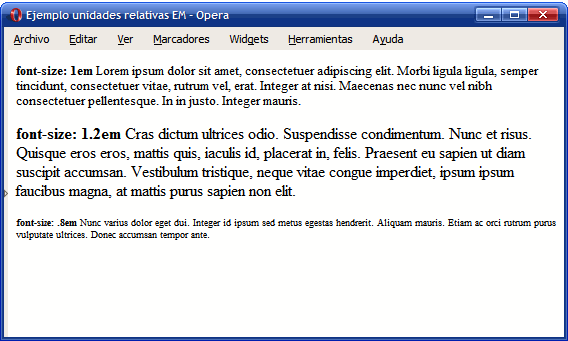 Ejemplo unidades relativas EM - Opera
Archivo Editar Ver Marcadores Widgets Herramientas Ayuda
font-size: 1em Lorem ipsum dolor sit amet, consectetuer adipiscing elit. Morbi ligula ligula, semper
tincidunt, consectetuer vitae, rutrum vel, erat. Integer at nisi. Maecenas nec nunc vel nibh
consectetuer pellentesque. In in justo. Integer mauris.
font-size: 1.2em Cras dictum ultrices odio. Suspendisse condimentum. Nunc et risus.
Quisque eros eros, mattis quis, iaculis id, placerat in, felis. Praesent eu sapien ut diam
suscipit accumsan. Vestibulum tristique, neque vitae congue imperdiet, ipsum ipsum
faucibus magna, at mattis purus sapien non elit.
font-size: .8em Nunc varius dolor eget dui. Integer id ipsum sed metus egestas hendrerit. Aliquam mauris. Etiam ac orci rutrum purus
vulputate ultrices. Donec accumsan tempor ante.